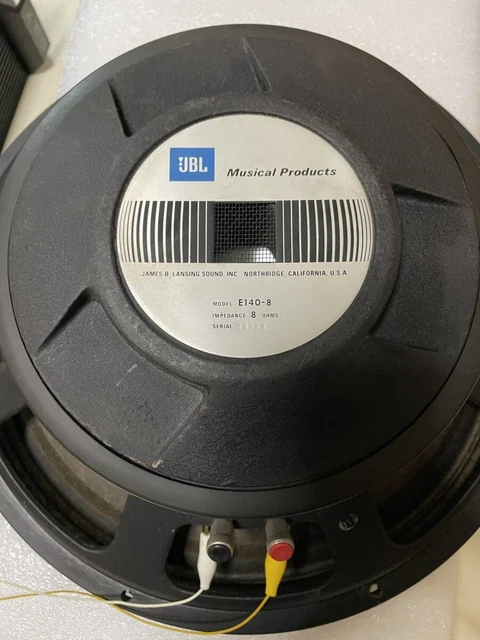 JBL
Musical Products
JAMES B. LANSING SOUND, INC. NORTHRIDGE, CALIFORNIA, U.S.A.
MODEL E140-8
IMPEDANCE 8 OHMS
SERIAL